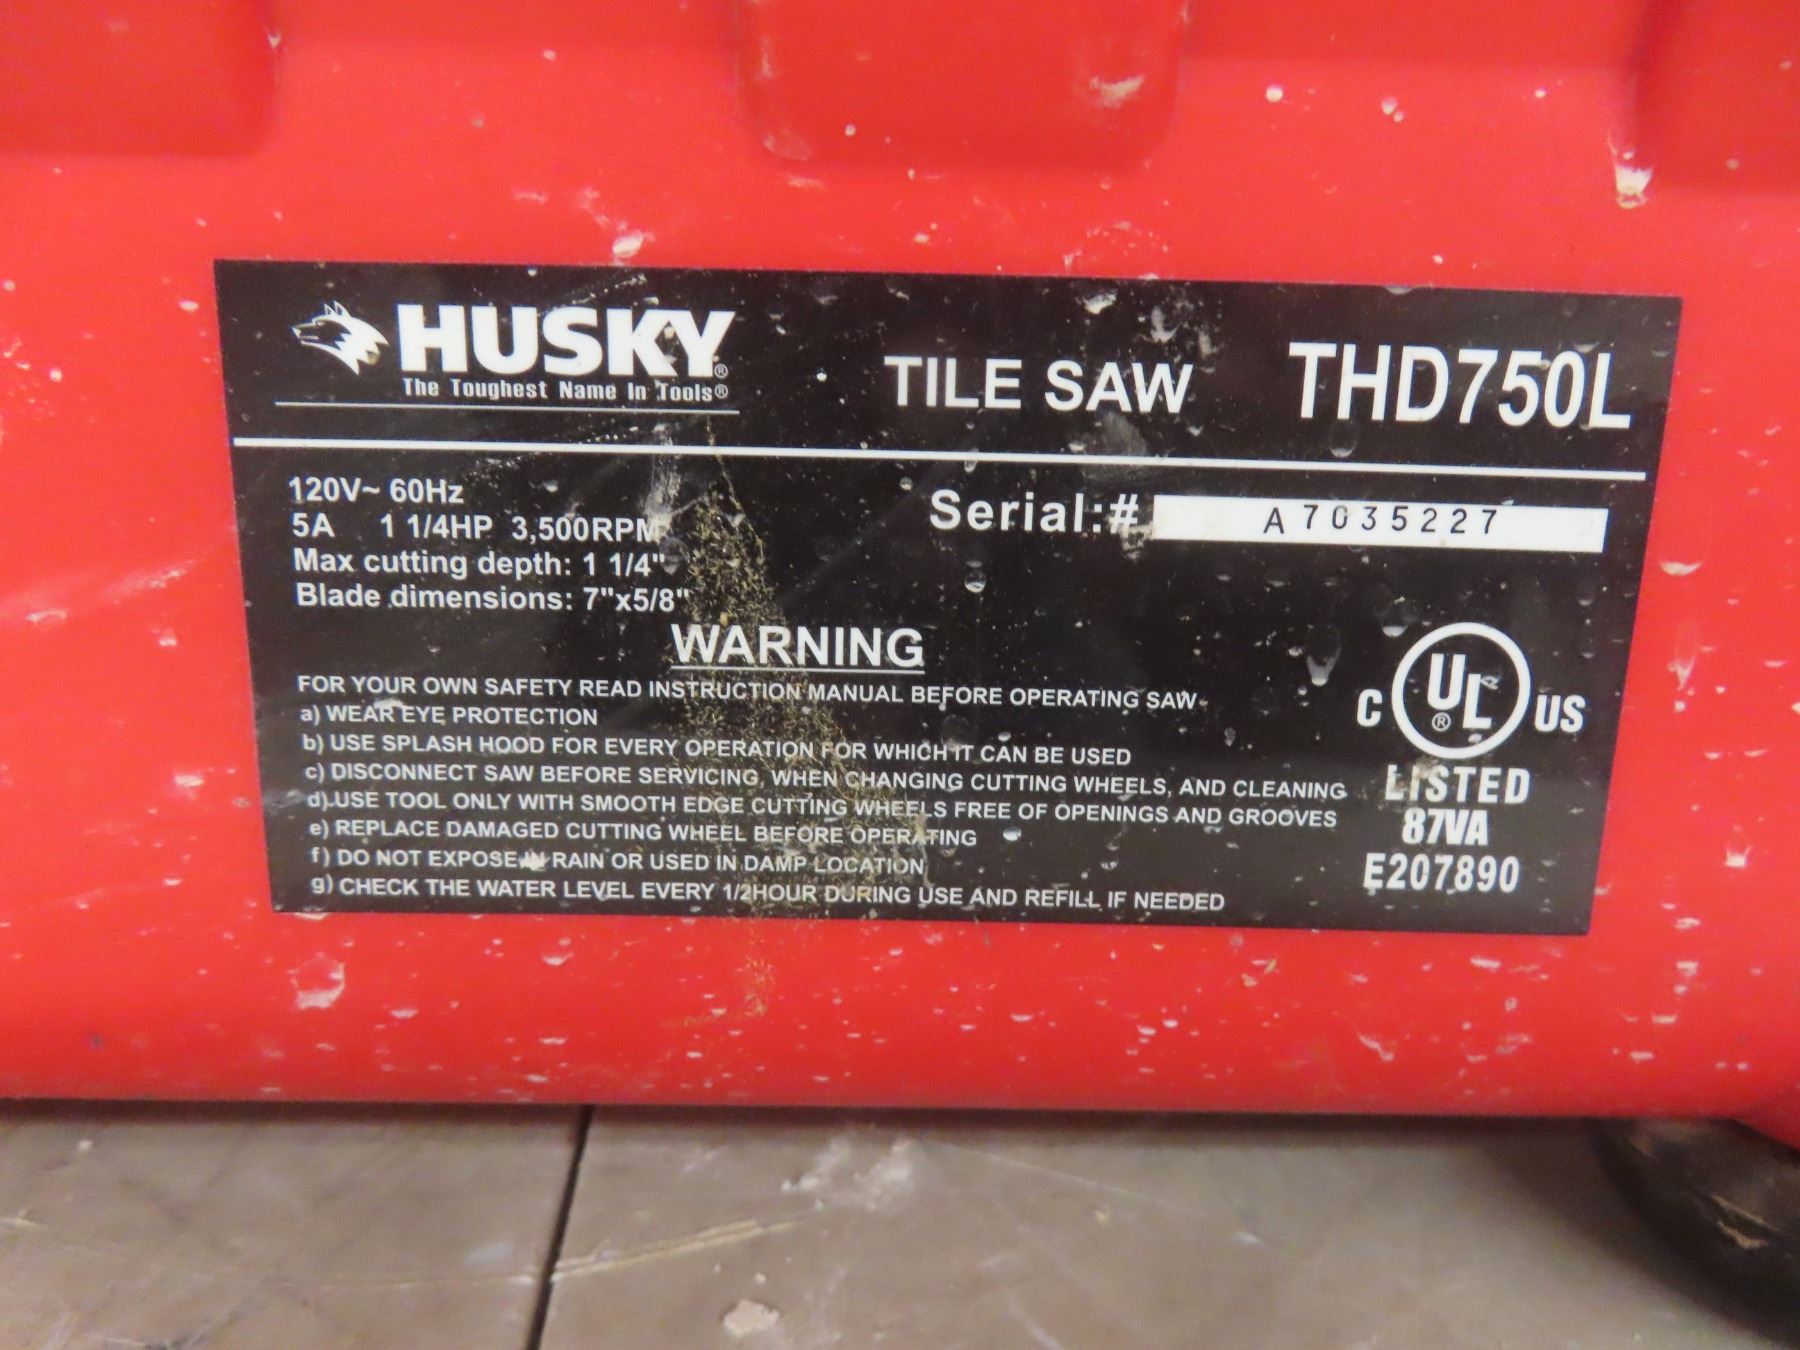 HUSKY®
The Toughest Name In Tools®
TILE SAW THD750L
120V~ 60Hz
5A 1 1/4HP 3,500RPM
Max cutting depth: 1 1/4"
Blade dimensions: 7"x5/8"
Serial:# A7035227
WARNING
FOR YOUR OWN SAFETY READ INSTRUCTION MANUAL BEFORE OPERATING SAW
a) WEAR EYE PROTECTION
b) USE SPLASH HOOD FOR EVERY OPERATION FOR WHICH IT CAN BE USED
c) DISCONNECT SAW BEFORE SERVICING, WHEN CHANGING CUTTING WHEELS, AND CLEANING
d) USE TOOL ONLY WITH SMOOTH EDGE CUTTING WHEELS FREE OF OPENINGS AND GROOVES
e) REPLACE DAMAGED CUTTING WHEEL BEFORE OPERATING
f) DO NOT EXPOSE IN RAIN OR USED IN DAMP LOCATION
g) CHECK THE WATER LEVEL EVERY 1/2HOUR DURING USE AND REFILL IF NEEDED
C UL® US
LISTED
87VA
E207890